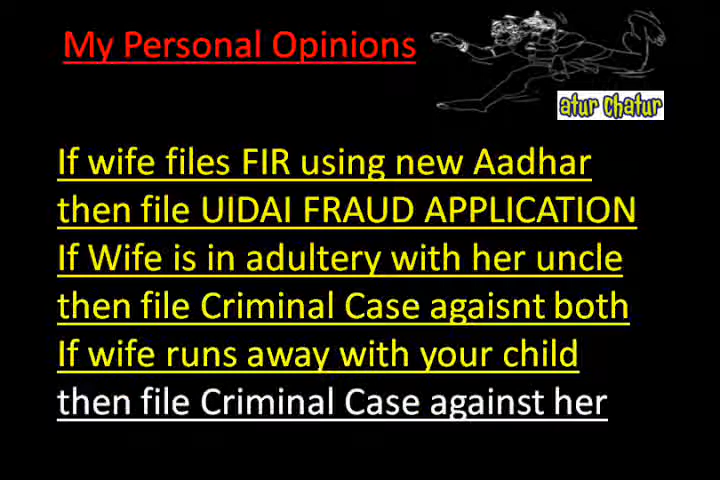 My Personal Opinions
atur chatur
If wife files FIR using new Aadhar
then file UIDAI FRAUD APPLICATION
If Wife is in adultery with her uncle
then file Criminal Case agaisnt both
If wife runs away with your child
then file Criminal Case against her